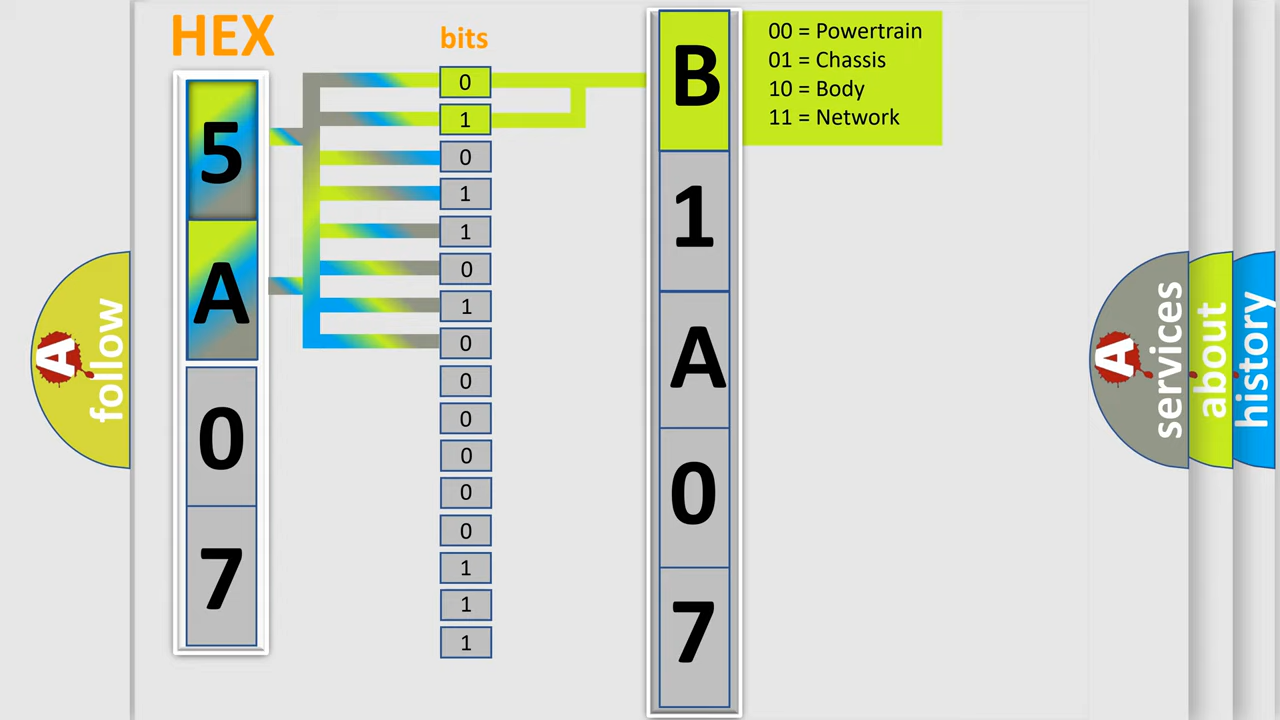 HEX
bits
5
A
0
7
0
1
0
1
1
0
1
0
0
0
0
0
0
1
1
1
B
1
A
0
7
00 = Powertrain
01 = Chassis
10 = Body
11 = Network
A
follow
A
services
about
history